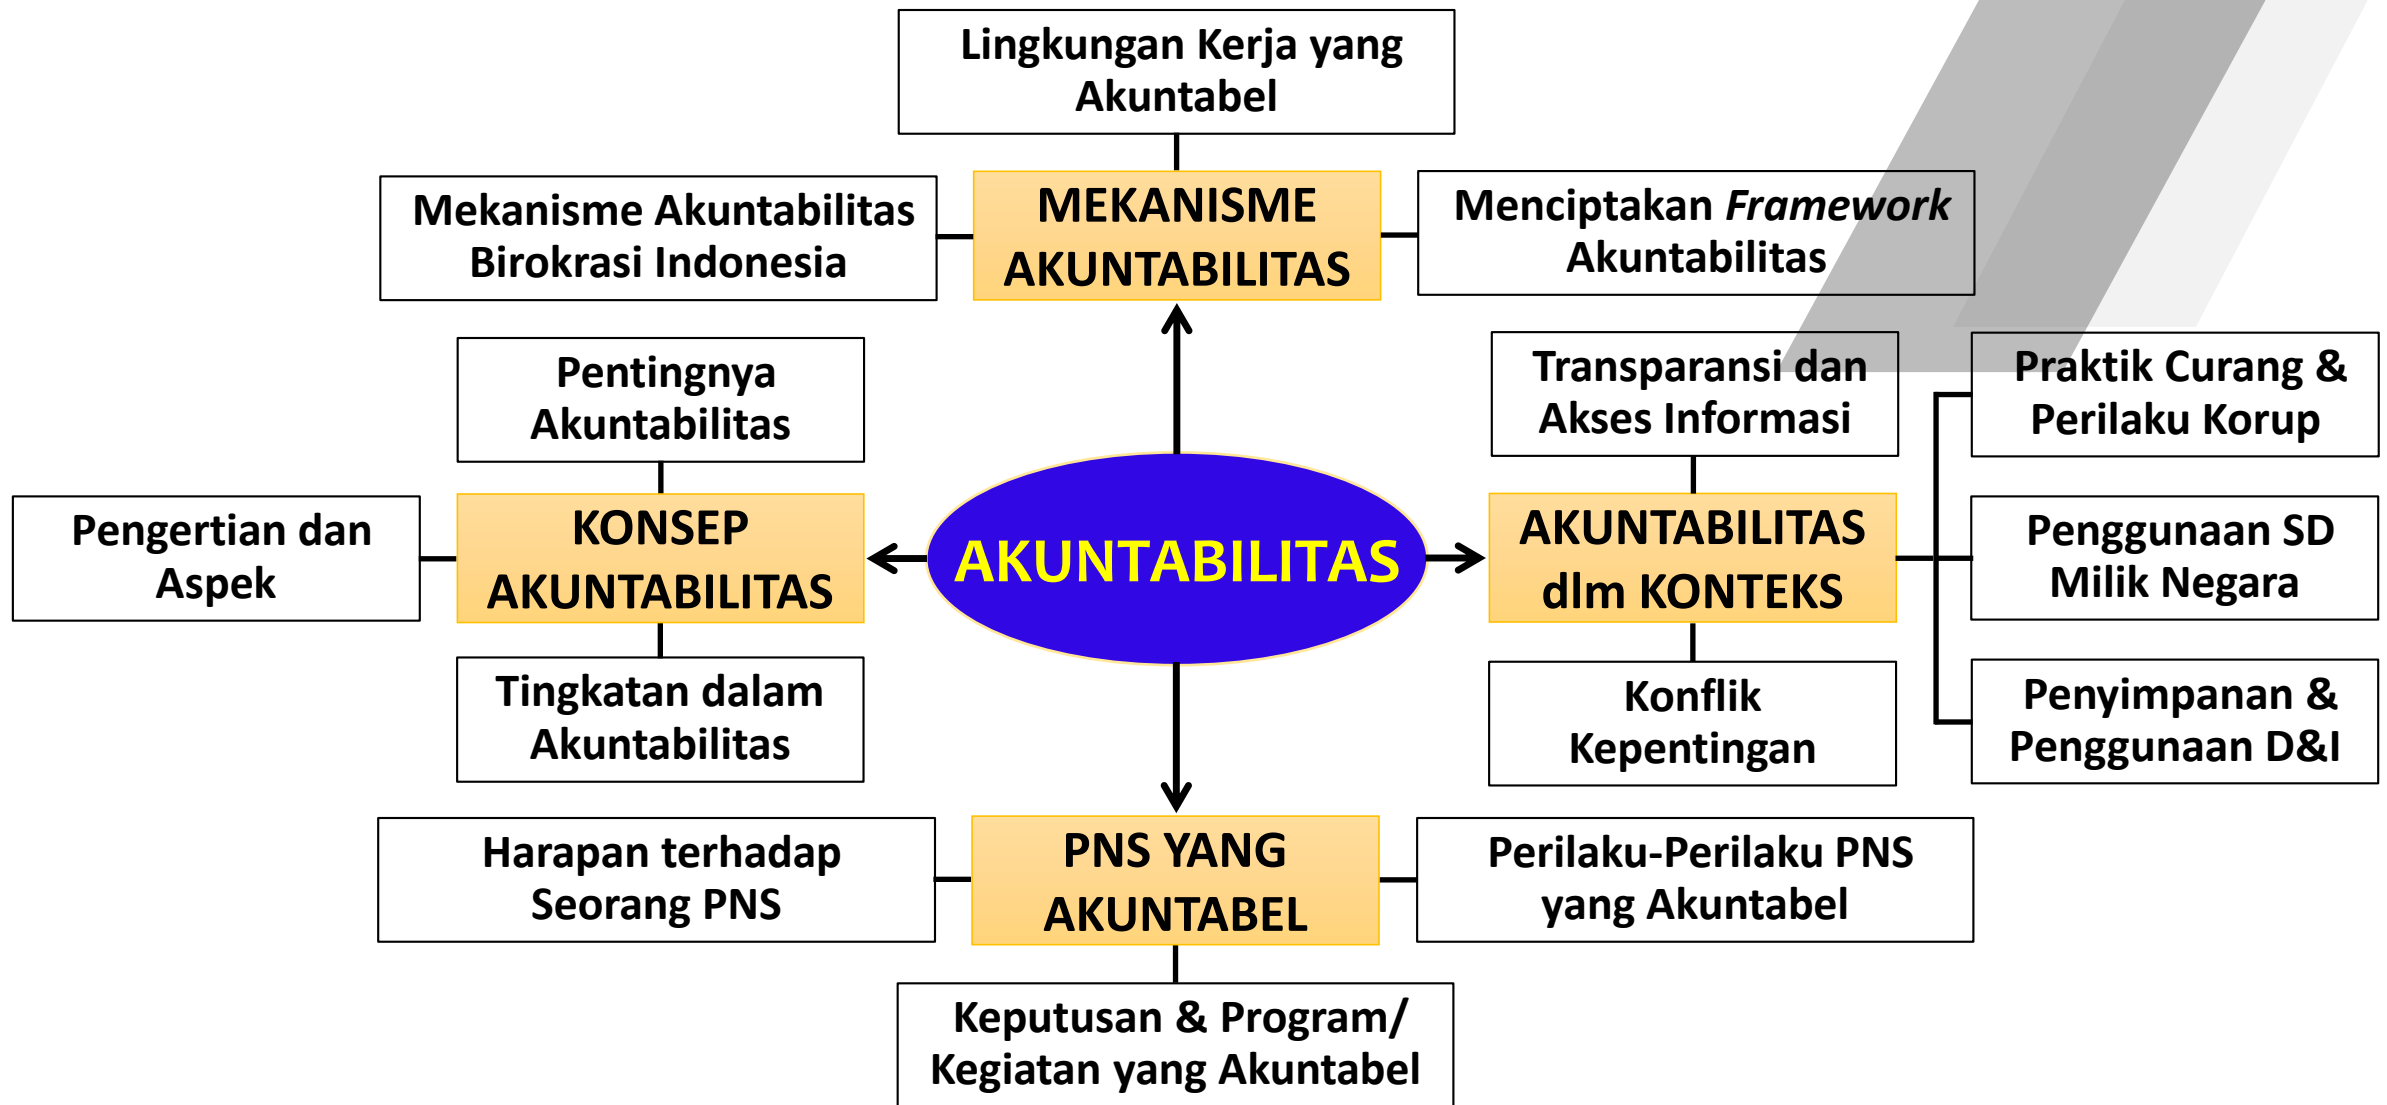 Lingkungan Kerja yang
Akuntabel
Mekanisme Akuntabilitas
Birokrasi Indonesia
MEKANISME
AKUNTABILITAS
Menciptakan Framework
Akuntabilitas
Pentingnya
Akuntabilitas
Transparansi dan
Akses Informasi
Praktik Curang &
Perilaku Korup
Pengertian dan
Aspek
KONSEP
AKUNTABILITAS
AKUNTABILITAS
AKUNTABILITAS
dlm KONTEKS
Penggunaan SD
Milik Negara
Tingkatan dalam
Akuntabilitas
Konflik
Kepentingan
Penyimpanan &
Penggunaan D&I
Harapan terhadap
Seorang PNS
PNS YANG
AKUNTABEL
Perilaku-Perilaku PNS
yang Akuntabel
Keputusan & Program/
Kegiatan yang Akuntabel